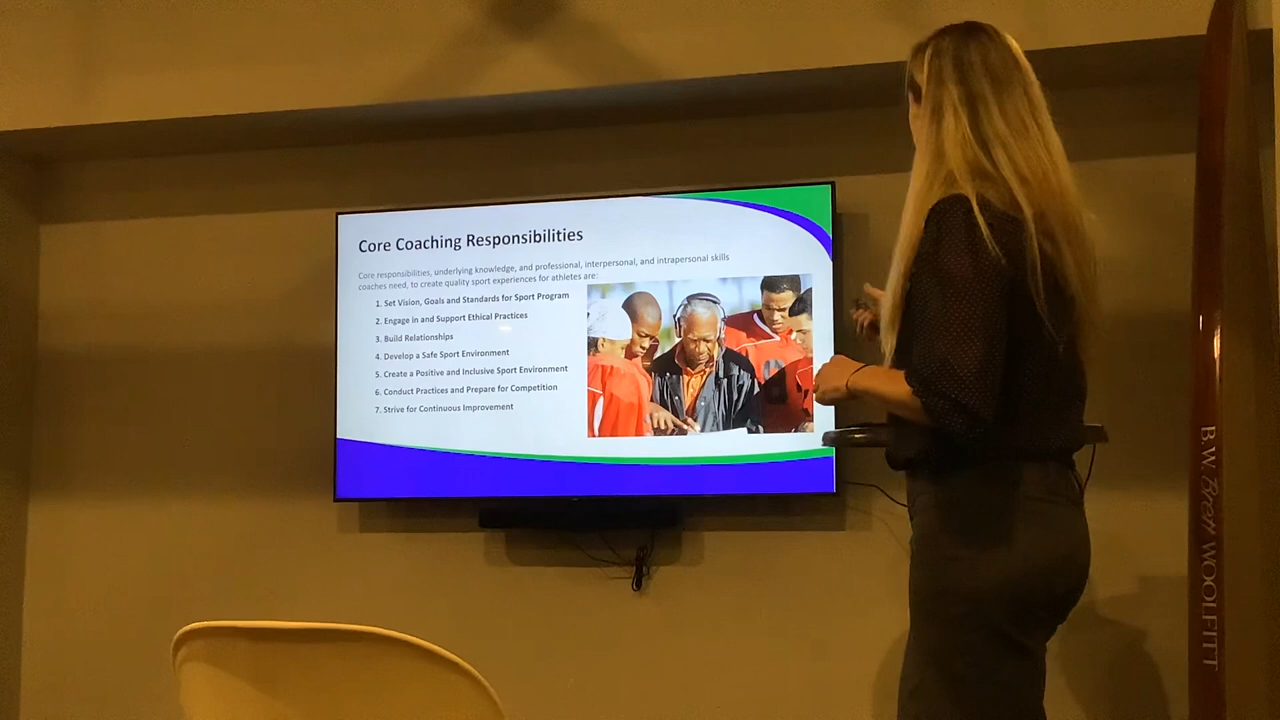 Core Coaching Responsibilities
Core responsibilities, underlying knowledge, and professional, interpersonal, and intrapersonal skills
coaches need, to create quality sport experiences for athletes are:
1. Set Vision, Goals and Standards for Sport Program
2. Engage in and Support Ethical Practices
3. Build Relationships
4. Develop a Safe Sport Environment
5. Create a Positive and Inclusive Sport Environment
6. Conduct Practices and Prepare for Competition
7. Strive for Continuous Improvement
B.W. Brett WOOLFITT